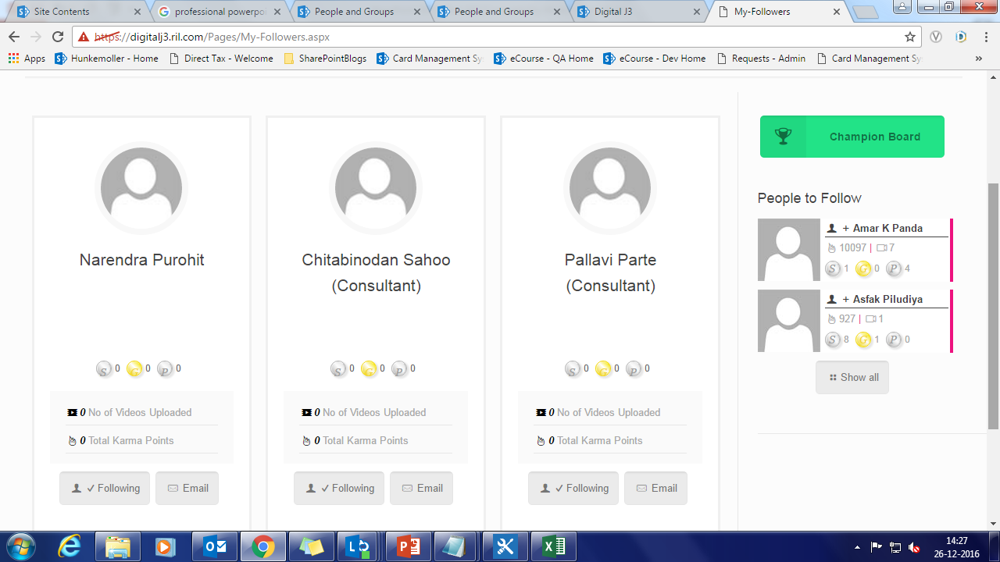 Site Contents
professional powerpoi
People and Groups
People and Groups
Digital J3
My-Followers
https://digitalj3.ril.com/Pages/My-Followers.aspx
Apps
Hunkemoller - Home
Direct Tax - Welcome
SharePointBlogs
Card Management Sy
eCourse - QA Home
eCourse - Dev Home
Requests - Admin
Card Management Sy
»
Narendra Purohit
S 0 G 0 P 0
0 No of Videos Uploaded
0 Total Karma Points
Following
Email
Chitabinodan Sahoo
(Consultant)
S 0 G 0 P 0
0 No of Videos Uploaded
0 Total Karma Points
Following
Email
Pallavi Parte
(Consultant)
S 0 G 0 P 0
0 No of Videos Uploaded
0 Total Karma Points
Following
Email
Champion Board
People to Follow
+ Amar K Panda
10097 | 7
S 1 G 0 P 4
+ Asfak Piludiya
927 | 1
S 8 G 1 P 0
Show all
14:27
26-12-2016